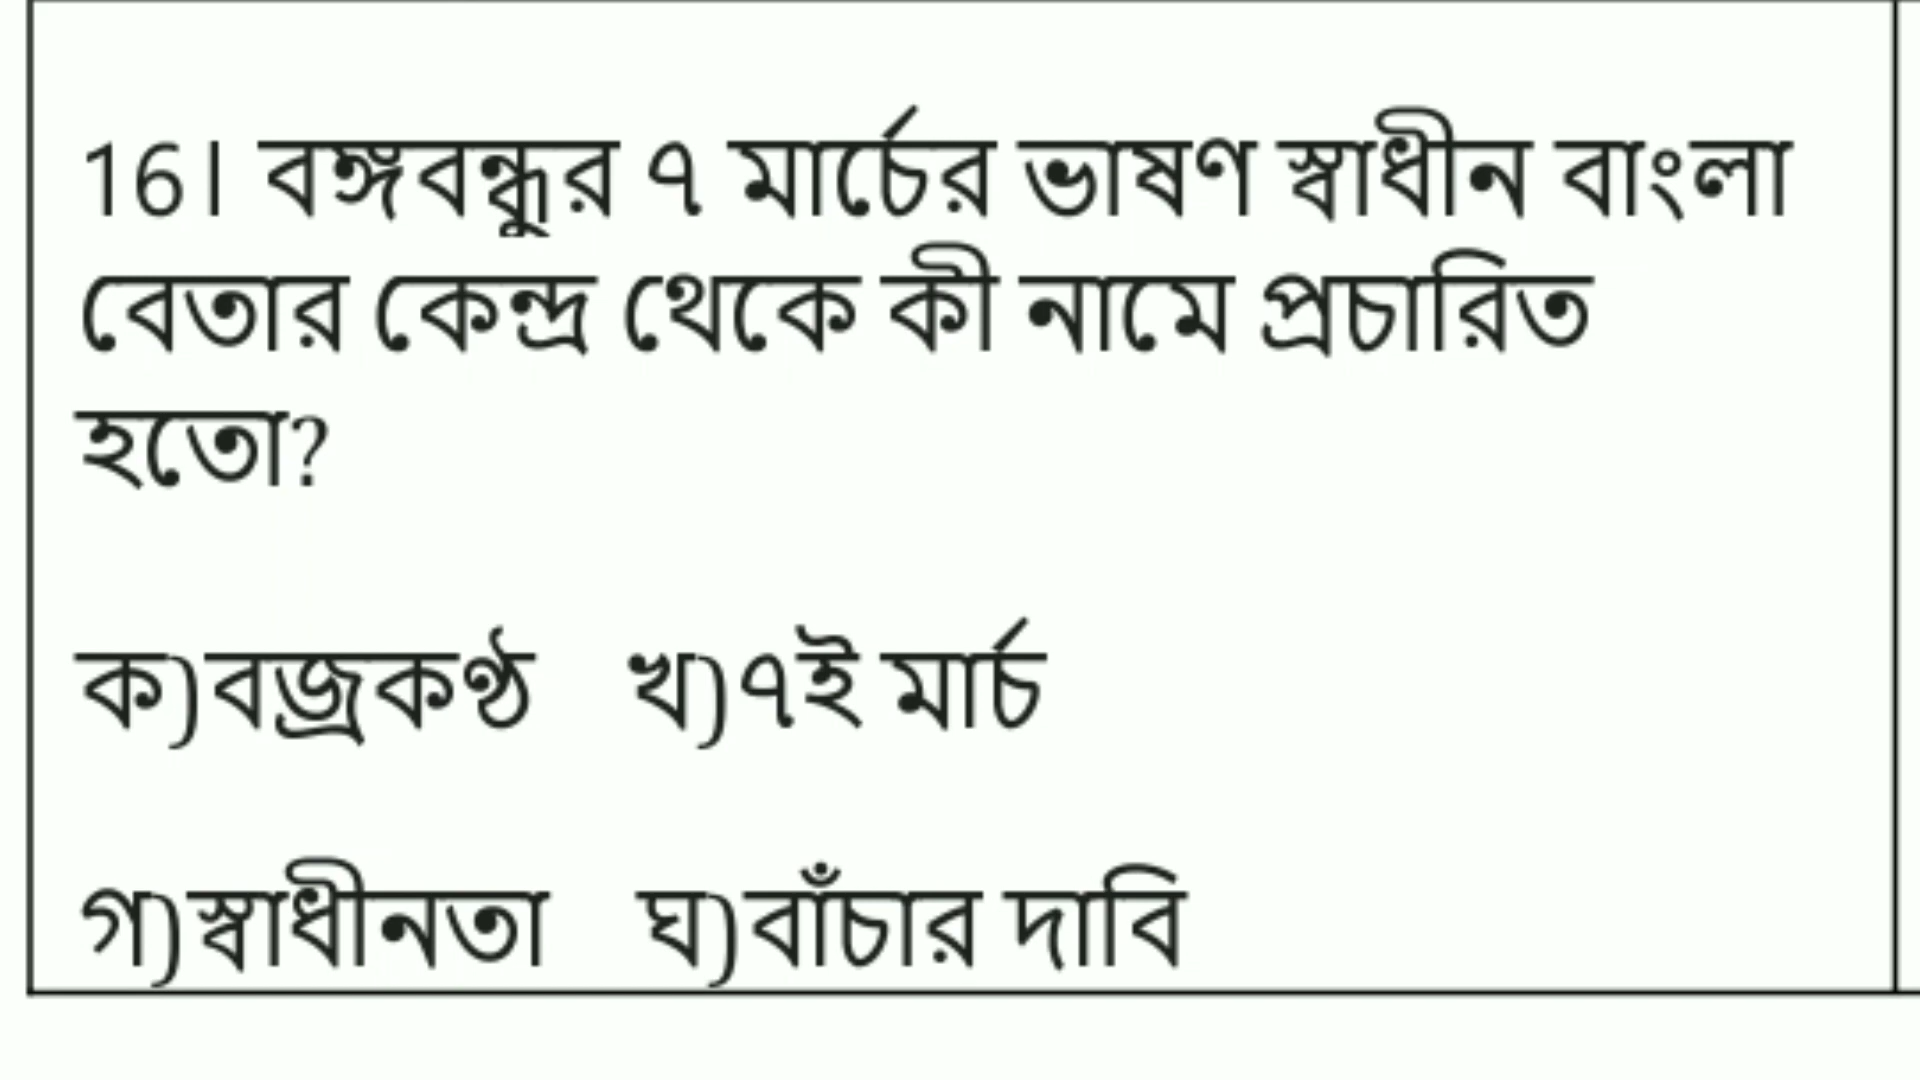 16। বঙ্গবন্ধুর ৭ মার্চের ভাষণ স্বাধীন বাংলা
বেতার কেন্দ্র থেকে কী নামে প্রচারিত
হতো?
ক)বজ্রকণ্ঠ খ)৭ই মার্চ
গ)স্বাধীনতা ঘ)বাঁচার দাবি